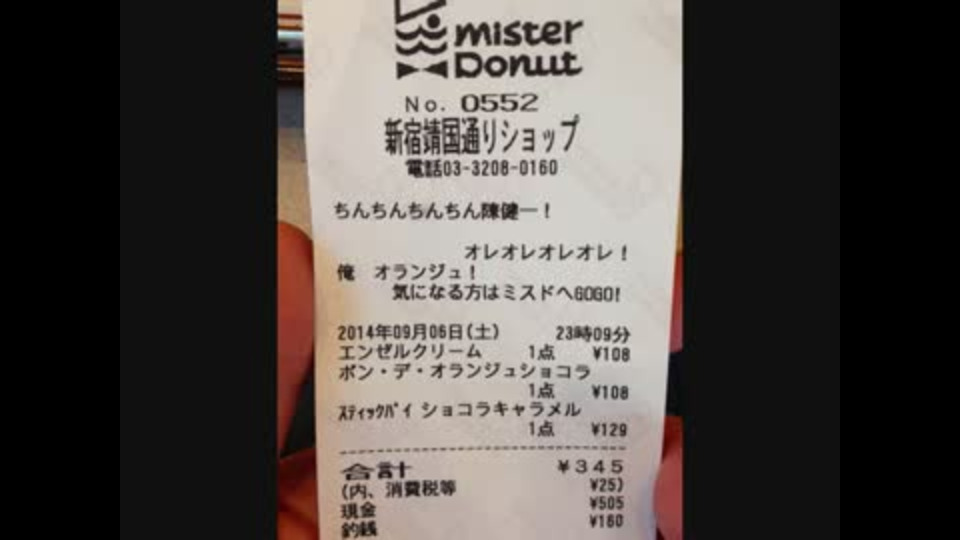 mister
Donut
No. 0552
新宿靖国通りショップ
電話03-3208-0160
ちんちんちんちん陳健一！
オレオレオレオレ！
俺 オランジュ！
気になる方はミスドへGOGO!
2014年09月06日(土) 23時09分
エンゼルクリーム 1点 ¥108
ポン・デ・オランジュショコラ
1点 ¥108
ｽﾃｨｯｸﾊﾟｲ ショコラキャラメル
1点 ¥129
合計 ¥345
(内、消費税等 ¥25)
現金 ¥505
釣銭 ¥160